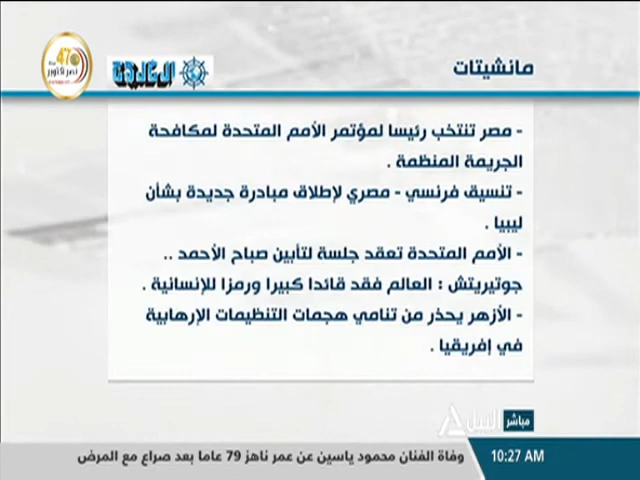 مانشيتات
47
- مصر تنتخب رئيسا لمؤتمر الأمم المتحدة لمكافحة
الجريمة المنظمة .
- تنسيق فرنسي - مصري لإطلاق مبادرة جديدة بشأن
ليبيا .
- الأمم المتحدة تعقد جلسة لتأبين صباح الأحمد ..
جوتيريتش : العالم فقد قائدا كبيرا ورمزا للإنسانية .
- الأزهر يحذر من تنامي هجمات التنظيمات الإرهابية
في إفريقيا .
النيل مباشر
10:27 AM
وفاة الفنان محمود ياسين عن عمر ناهز 79 عاما بعد صراع مع المرض